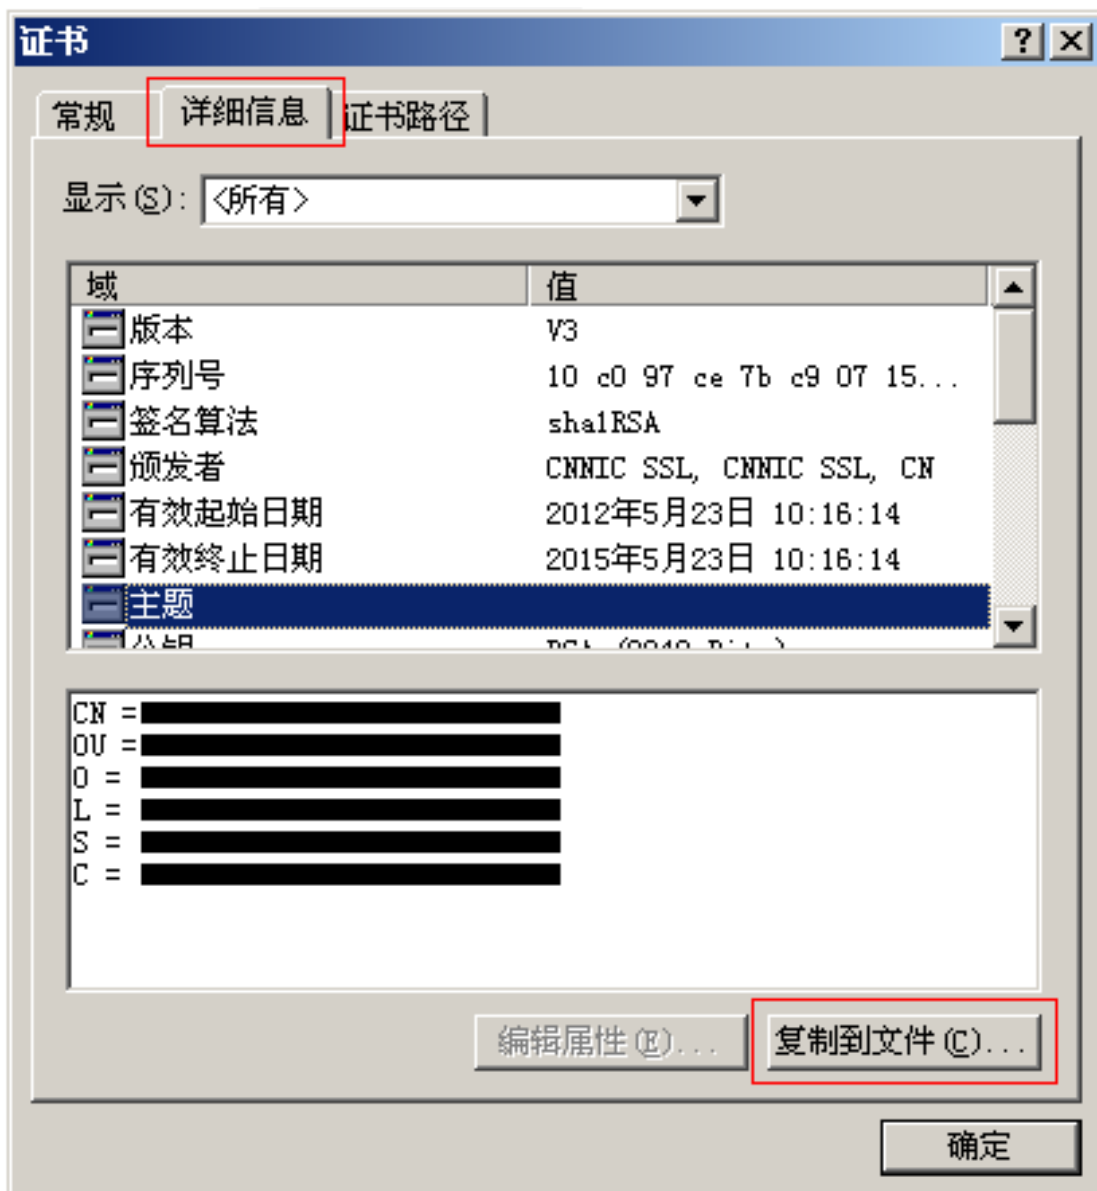 证书
常规 详细信息 证书路径
显示(S): <所有>
域 值
版本 V3
序列号 10 c0 97 ce 7b c9 07 15...
签名算法 sha1RSA
颁发者 CNNIC SSL, CNNIC SSL, CN
有效起始日期 2012年5月23日 10:16:14
有效终止日期 2015年5月23日 10:16:14
主题
公钥 RSA (2048 Bits)
CN =
OU =
O =
L =
S =
C =
编辑属性(E)... 复制到文件(C)...
确定